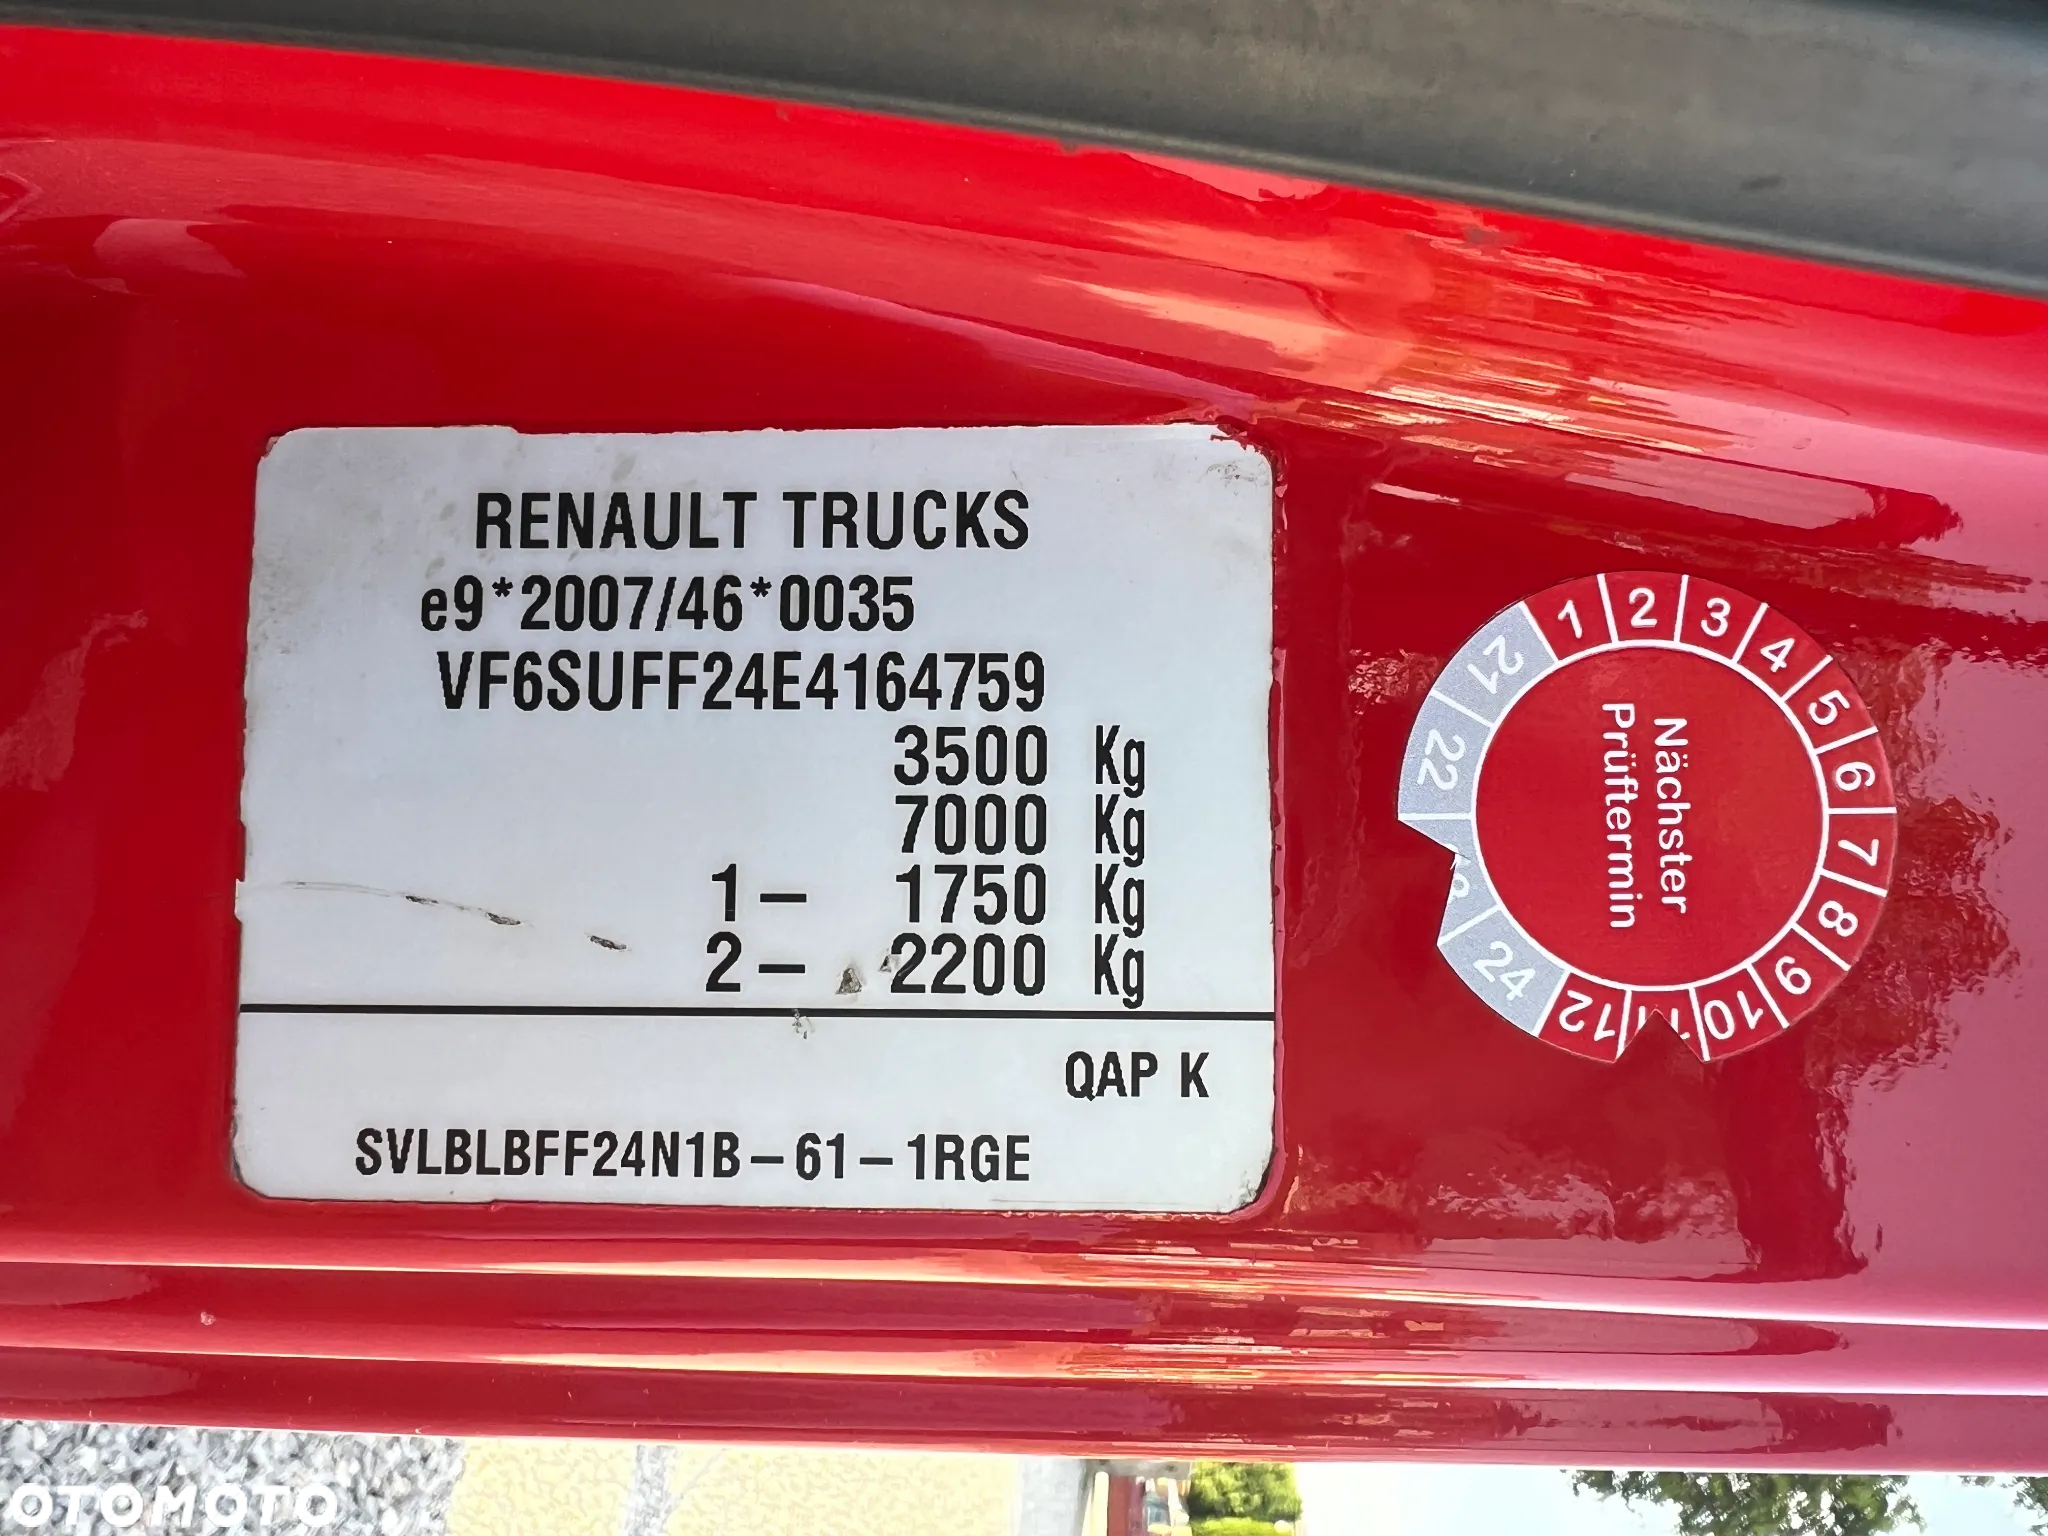 RENAULT TRUCKS
e9*2007/46*0035
VF6SUFF24E4164759
3500 Kg
7000 Kg
1– 1750 Kg
2– 2200 Kg
QAP K
SVLBLBFF24N1B–61–1RGE
1 2 3 4 5 6 7 8 9 10 11 12
21 22 24
Nächster
Prüftermin
OTOMOTO